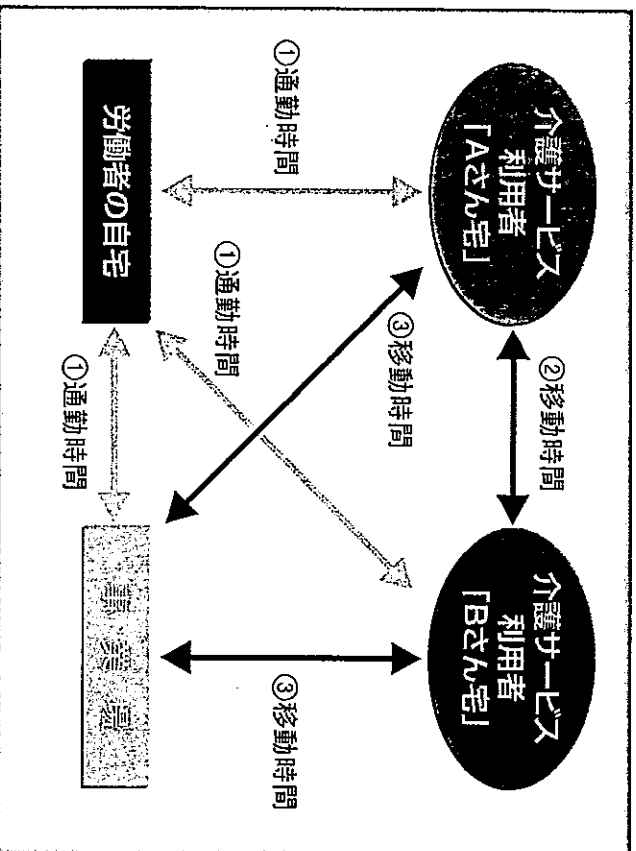 介護サービス
利用者
「Aさん宅」
②移動時間
介護サービス
利用者
「Bさん宅」
①通勤時間
③移動時間
①通勤時間
③移動時間
労働者の自宅
①通勤時間
事業場